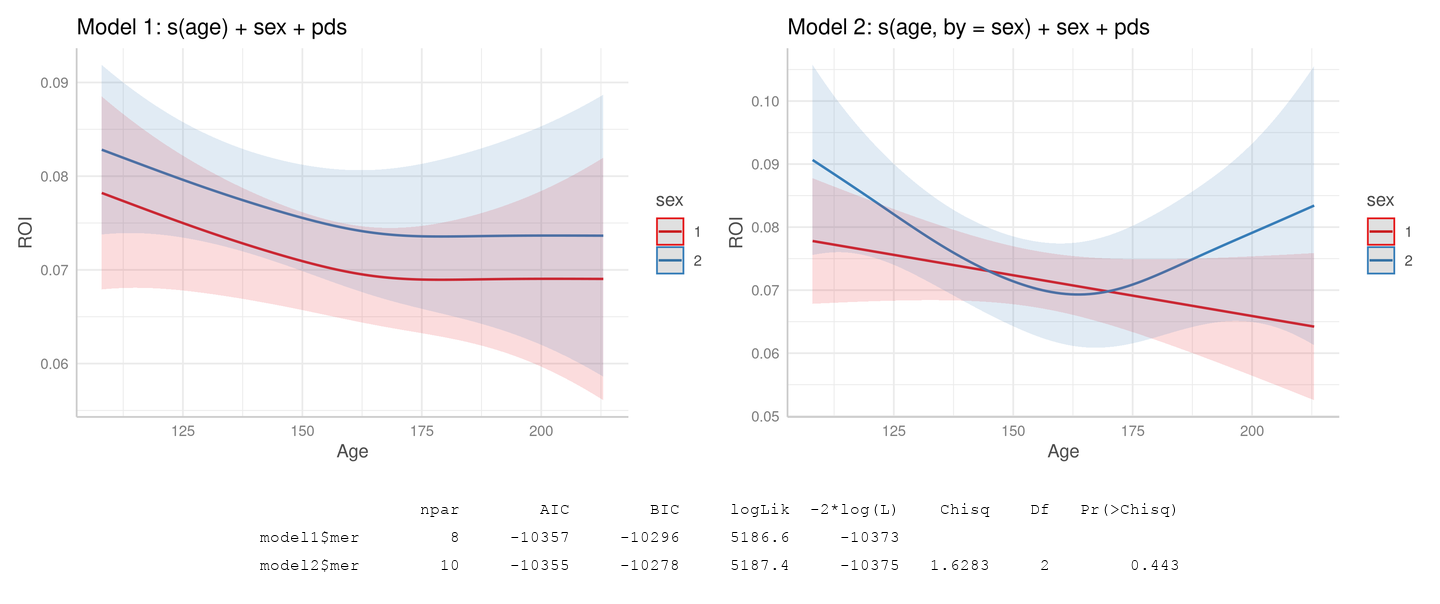 Model 1: s(age) + sex + pds
0.09
0.08
0.07
0.06
ROI
125 150 175 200
Age
sex
1
2
Model 2: s(age, by = sex) + sex + pds
0.10
0.09
0.08
0.07
0.06
0.05
ROI
125 150 175 200
Age
sex
1
2
npar AIC BIC logLik -2*log(L) Chisq Df Pr(>Chisq)
model1$mer 8 -10357 -10296 5186.6 -10373
model2$mer 10 -10355 -10278 5187.4 -10375 1.6283 2 0.443